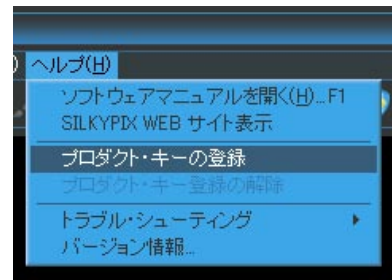 ) ヘルプ(H)
ソフトウェアマニュアルを開く(H)...F1
SILKYPIX WEB サイト表示
プロダクト・キーの登録
プロダクト・キー登録の解除
トラブル・シューティング
バージョン情報...